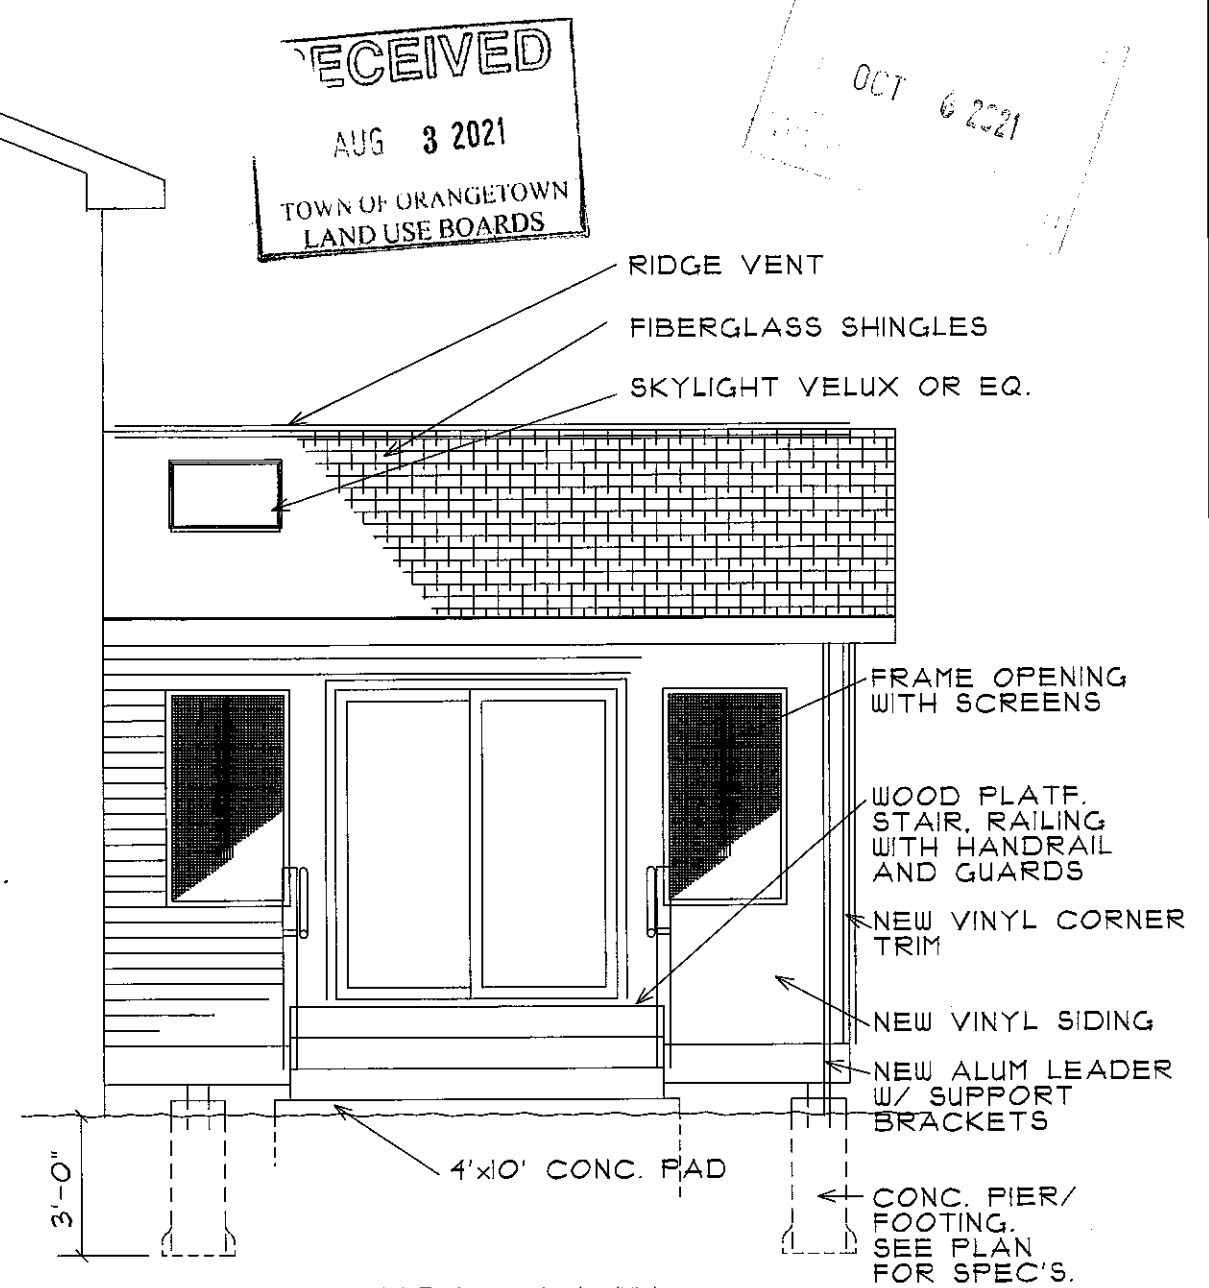 ECEIVED
AUG 3 2021
TOWN OF ORANGETOWN
LAND USE BOARDS
OCT 6 2021
RIDGE VENT
FIBERGLASS SHINGLES
SKYLIGHT VELUX OR EQ.
FRAME OPENING
WITH SCREENS
WOOD PLATF.
STAIR, RAILING
WITH HANDRAIL
AND GUARDS
NEW VINYL CORNER
TRIM
NEW VINYL SIDING
NEW ALUM LEADER
W/ SUPPORT
BRACKETS
4'x10' CONC. PAD
3'-0"
CONC. PIER/
FOOTING.
SEE PLAN
FOR SPEC'S.